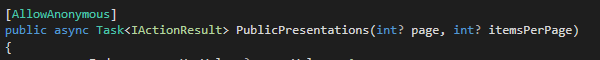 [AllowAnonymous]
public async Task<IActionResult> PublicPresentations(int? page, int? itemsPerPage)
{